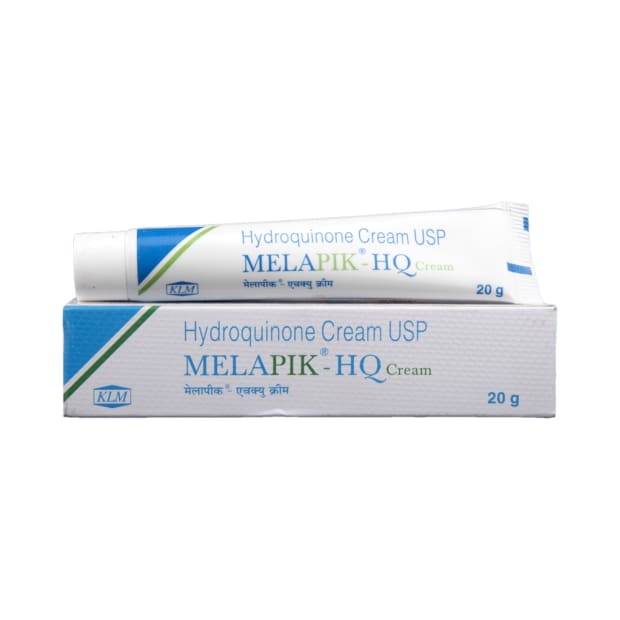 Hydroquinone Cream USP
MELAPIK®-HQ Cream
मेलापीक®- एचक्यु क्रीम
KLM
20 g
Hydroquinone Cream USP
MELAPIK®-HQ Cream
मेलापीक®- एचक्यु क्रीम
KLM
20 g